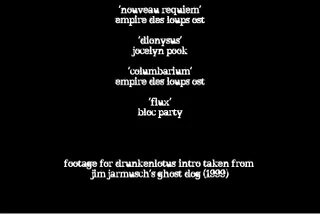 'nouveau requiem'
empire des loups ost
'dionysus'
jocelyn pook
'columbarium'
empire des loups ost
'flux'
bloc party
footage for drunkenlotus intro taken from
jim jarmusch's ghost dog (1999)